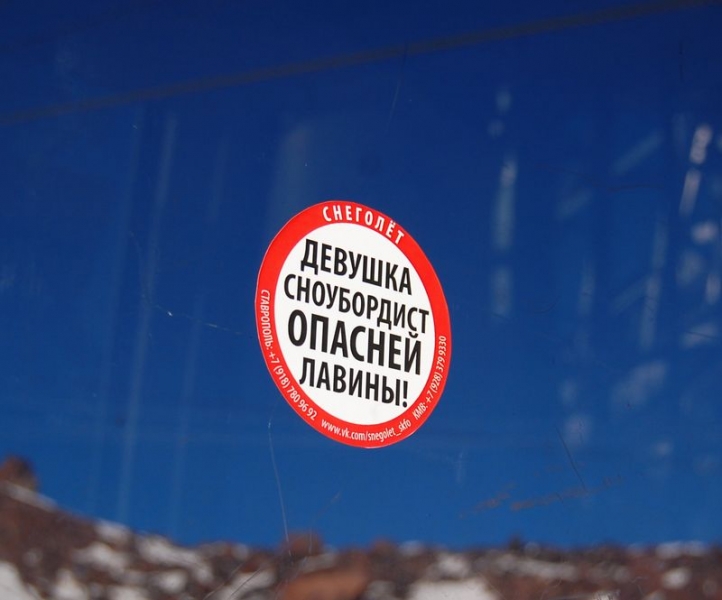 СНЕГОЛЁТ
ДЕВУШКА
СНОУБОРДИСТ
ОПАСНЕЙ
ЛАВИНЫ!
СТАВРОПОЛЬ: +7 (918) 780 96 92
www.vk.com/snegolet_skfo
КМВ: +7 (928) 379 9330